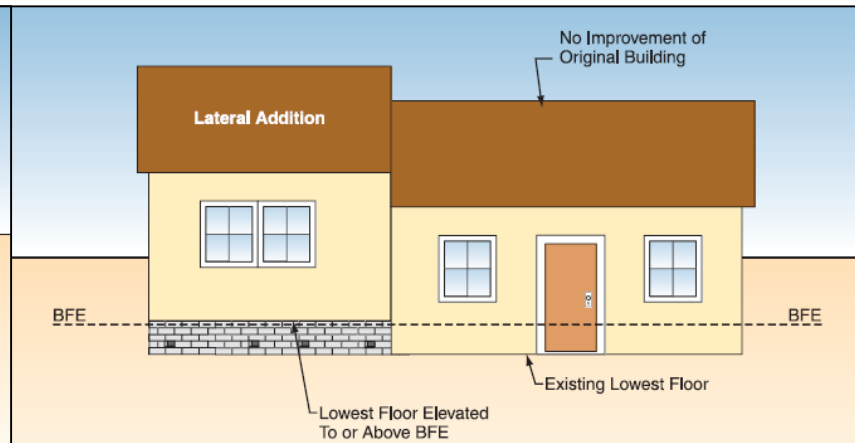 No Improvement of
Original Building
Lateral Addition
BFE
BFE
Existing Lowest Floor
Lowest Floor Elevated
To or Above BFE